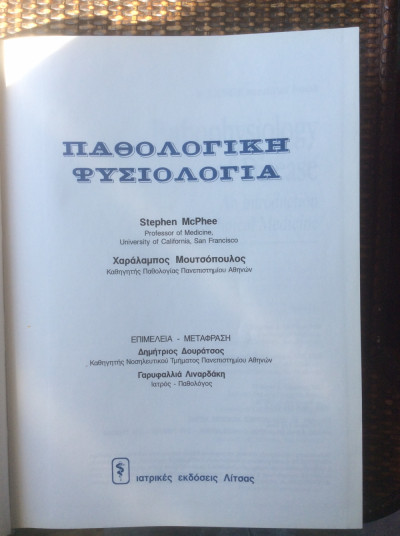 ΠΑΘΟΛΟΓΙΚΗ
ΦΥΣΙΟΛΟΓΙΑ
Stephen McPhee
Professor of Medicine,
University of California, San Francisco
Χαράλαμπος Μουτσόπουλος
Καθηγητής Παθολογίας Πανεπιστημίου Αθηνών
ΕΠΙΜΕΛΕΙΑ - ΜΕΤΑΦΡΑΣΗ
Δημήτριος Δουράτσος
Καθηγητής Νοσηλευτικού Τμήματος Πανεπιστημίου Αθηνών
Γαρυφαλλιά Λιναρδάκη
Ιατρός - Παθολόγος
ιατρικές εκδόσεις Λίτσας